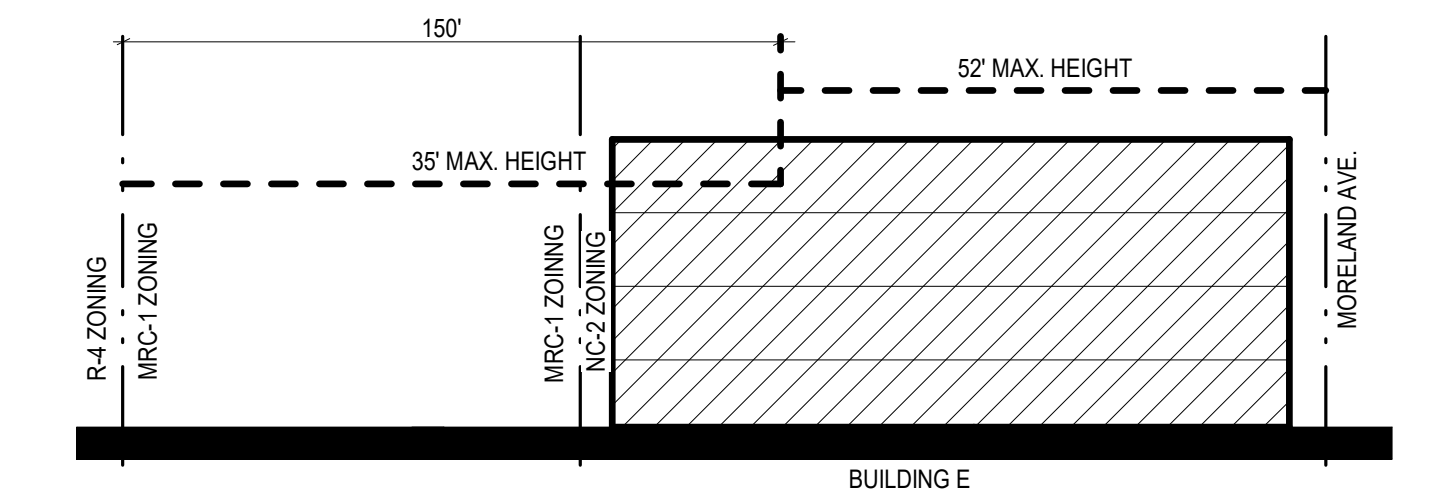 150'
52' MAX. HEIGHT
35' MAX. HEIGHT
R-4 ZONING
MRC-1 ZONING
MRC-1 ZOINNG
NC-2 ZONING
MORELAND AVE.
BUILDING E